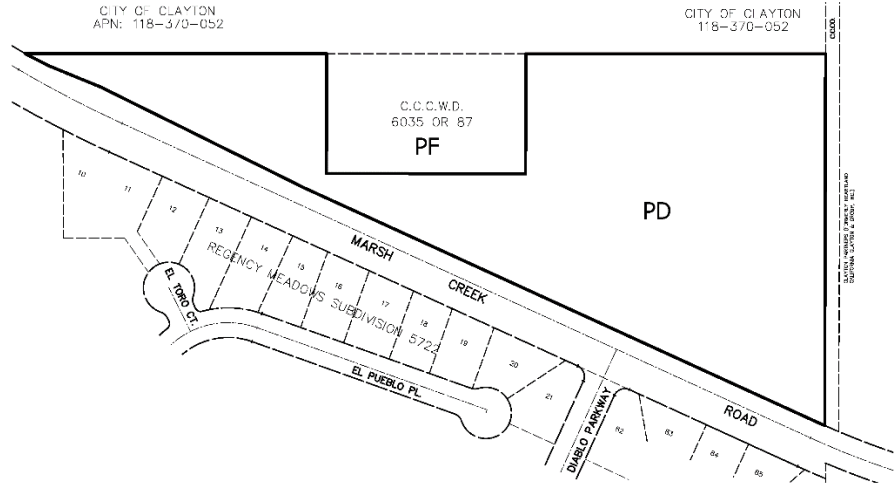 CITY OF CLAYTON
APN: 118-370-052
CITY OF CLAYTON
118-370-052
C.C.C.W.D.
6035 OR 87
PF
PD
MARSH
CREEK
ROAD
10
11
12
13
14
15
16
17
18
19
20
21
REGENCY MEADOWS SUBDIVISION 5722
EL TORO CT.
EL PUEBLO PL.
DIABLO PARKWAY
82
83
84
85